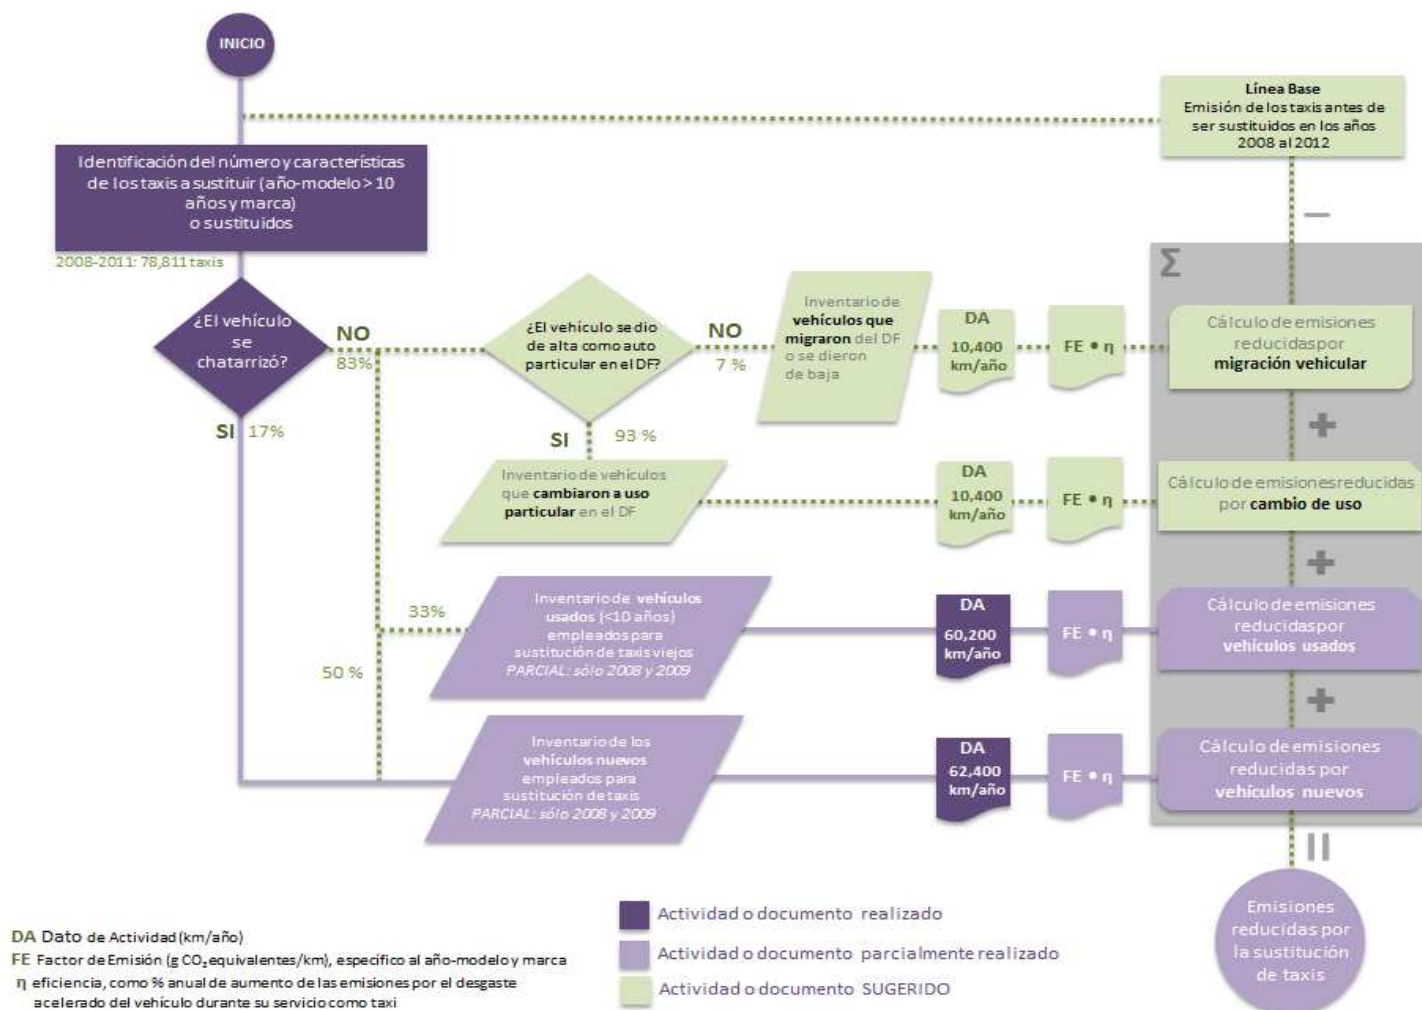 INICIO
Línea Base
Emisión de los taxis antes de
ser sustituidos en los años
2008 al 2012
Identificación del número y características
de los taxis a sustituir (año-modelo > 10
años y marca)
o sustituidos
2008-2011: 78,811 taxis
¿El vehículo
se
chatarrizó?
NO
83%
SI 17%
¿El vehículo se dio
de alta como auto
particular en el DF?
NO
7 %
SI
93 %
Inventario de
vehículos que
migraron del DF
o se dieron
de baja
DA
10,400
km/año
FE • η
–
Σ
Cálculo de emisiones
reducidas por
migración vehicular
+
Inventario de vehículos
que cambiaron a uso
particular en el DF
DA
10,400
km/año
FE • η
Cálculo de emisiones reducidas
por cambio de uso
+
33%
50 %
Inventario de vehículos
usados (<10 años)
empleados para
sustitución de taxis viejos
PARCIAL: sólo 2008 y 2009
DA
60,200
km/año
FE • η
Cálculo de emisiones
reducidas por
vehículos usados
+
Inventario de los
vehículos nuevos
empleados para
sustitución de taxis
PARCIAL: sólo 2008 y 2009
DA
62,400
km/año
FE • η
Cálculo de emisiones
reducidas por
vehículos nuevos
=
Emisiones
reducidas por
la sustitución
de taxis
DA Dato de Actividad (km/año)
FE Factor de Emisión (g CO₂ equivalentes/km), específico al año-modelo y marca
η eficiencia, como % anual de aumento de las emisiones por el desgaste
acelerado del vehículo durante su servicio como taxi
Actividad o documento realizado
Actividad o documento parcialmente realizado
Actividad o documento SUGERIDO